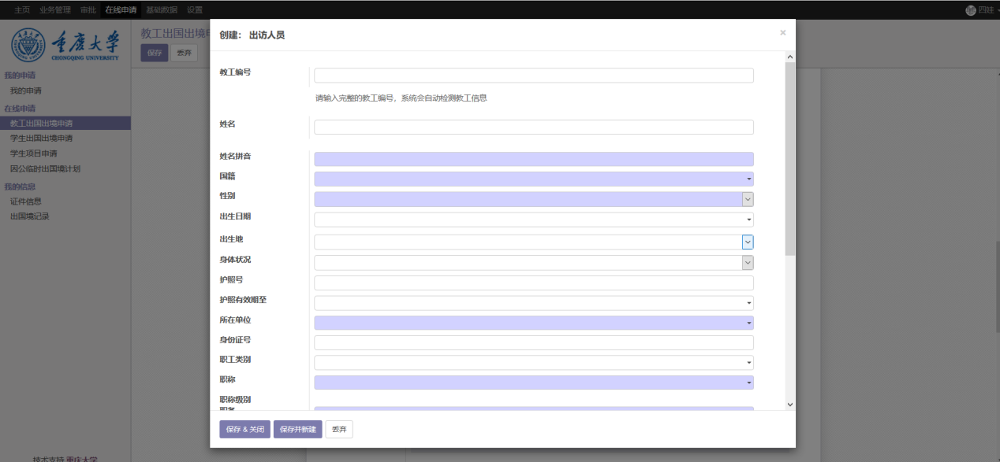 主页 业务管理 审批 在线申请 基础数据 设置 四娃
重庆大学
CHONGQING UNIVERSITY
我的申请
我的申请
在线申请
教工出国出境申请
学生出国出境申请
学生项目申请
因公临时出国境计划
我的信息
证件信息
出国境记录
技术支持 重庆大学
教工出国出境申
保存 丢弃
创建: 出访人员 ×
教工编号
请输入完整的教工编号，系统会自动检测教工信息
姓名
姓名拼音
国籍
性别
出生日期
出生地
身体状况
护照号
护照有效期至
所在单位
身份证号
职工类别
职称
职称级别
职务
保存 & 关闭 保存并新建 丢弃